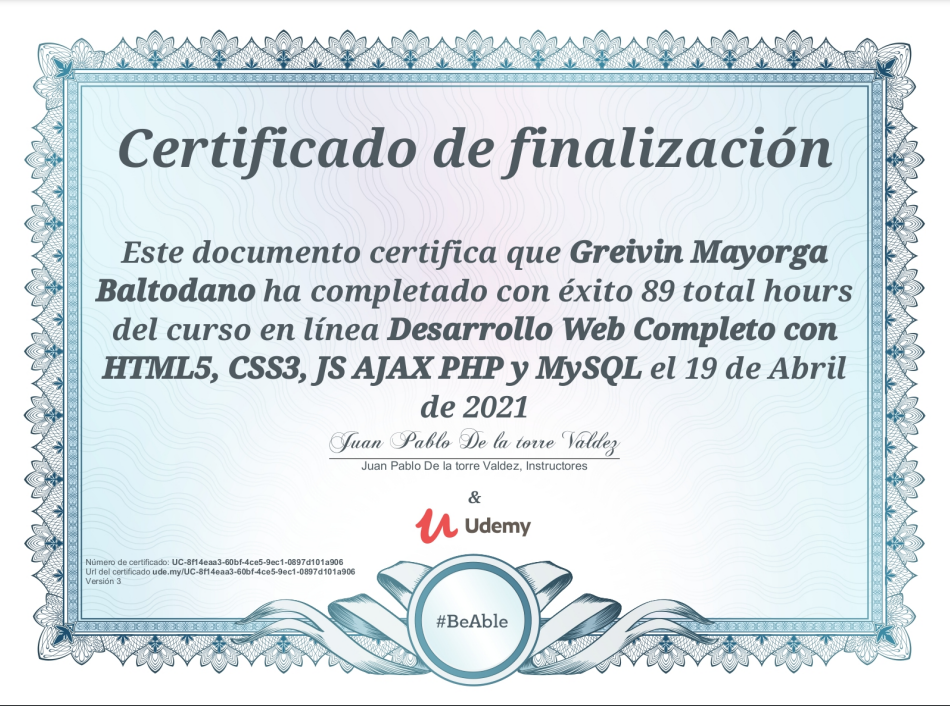 Certificado de finalización
Este documento certifica que Greivin Mayorga
Baltodano ha completado con éxito 89 total hours
del curso en línea Desarrollo Web Completo con
HTML5, CSS3, JS AJAX PHP y MySQL el 19 de Abril
de 2021
Juan Pablo De la torre Valdez
Juan Pablo De la torre Valdez, Instructores
&
Udemy
Número de certificado: UC-8f14eaa3-60bf-4ce5-9ec1-0897d101a906
Url del certificado ude.my/UC-8f14eaa3-60bf-4ce5-9ec1-0897d101a906
Versión 3
#BeAble